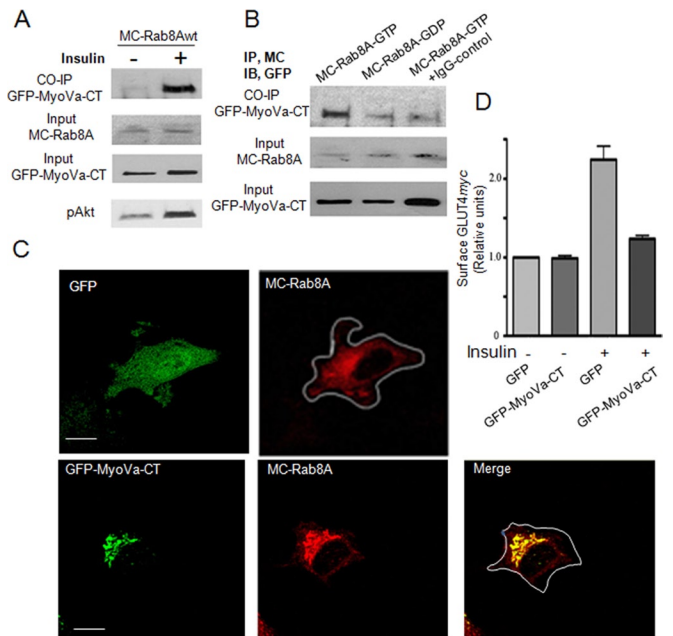 A
MC-Rab8Awt
Insulin - +
CO-IP
GFP-MyoVa-CT
Input
MC-Rab8A
Input
GFP-MyoVa-CT
pAkt
B
IP, MC
IB, GFP
MC-Rab8A-GTP
MC-Rab8A-GDP
MC-Rab8A-GTP
+IgG-control
CO-IP
GFP-MyoVa-CT
Input
MC-Rab8A
Input
GFP-MyoVa-CT
C
GFP
MC-Rab8A
GFP-MyoVa-CT
MC-Rab8A
Merge
D
Surface GLUT4myc
(Relative units)
2.0
1.0
0
Insulin - - + +
GFP
GFP-MyoVa-CT
GFP
GFP-MyoVa-CT